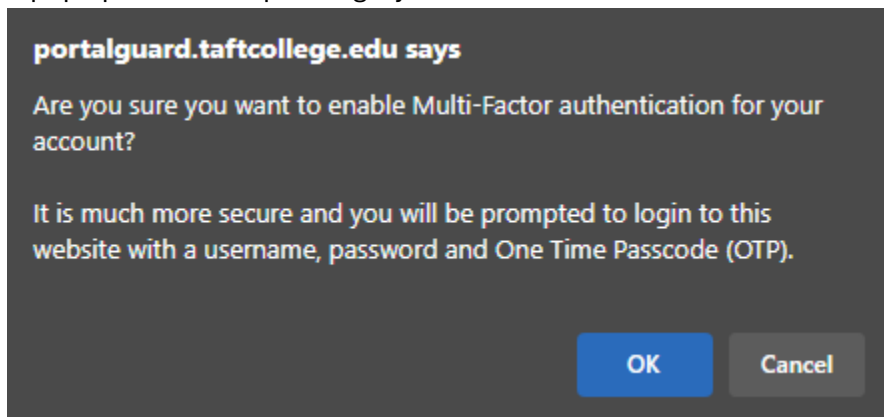 portalguard.taftcollege.edu says
Are you sure you want to enable Multi-Factor authentication for your
account?
It is much more secure and you will be prompted to login to this
website with a username, password and One Time Passcode (OTP).
OK
Cancel